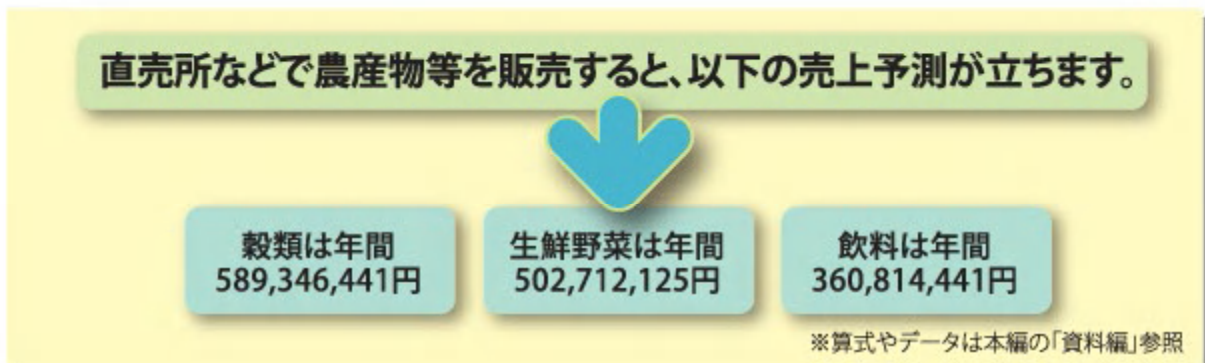 直売所などで農産物等を販売すると、以下の売上予測が立ちます。
穀類は年間
589,346,441円
生鮮野菜は年間
502,712,125円
飲料は年間
360,814,441円
※算式やデータは本編の「資料編」参照